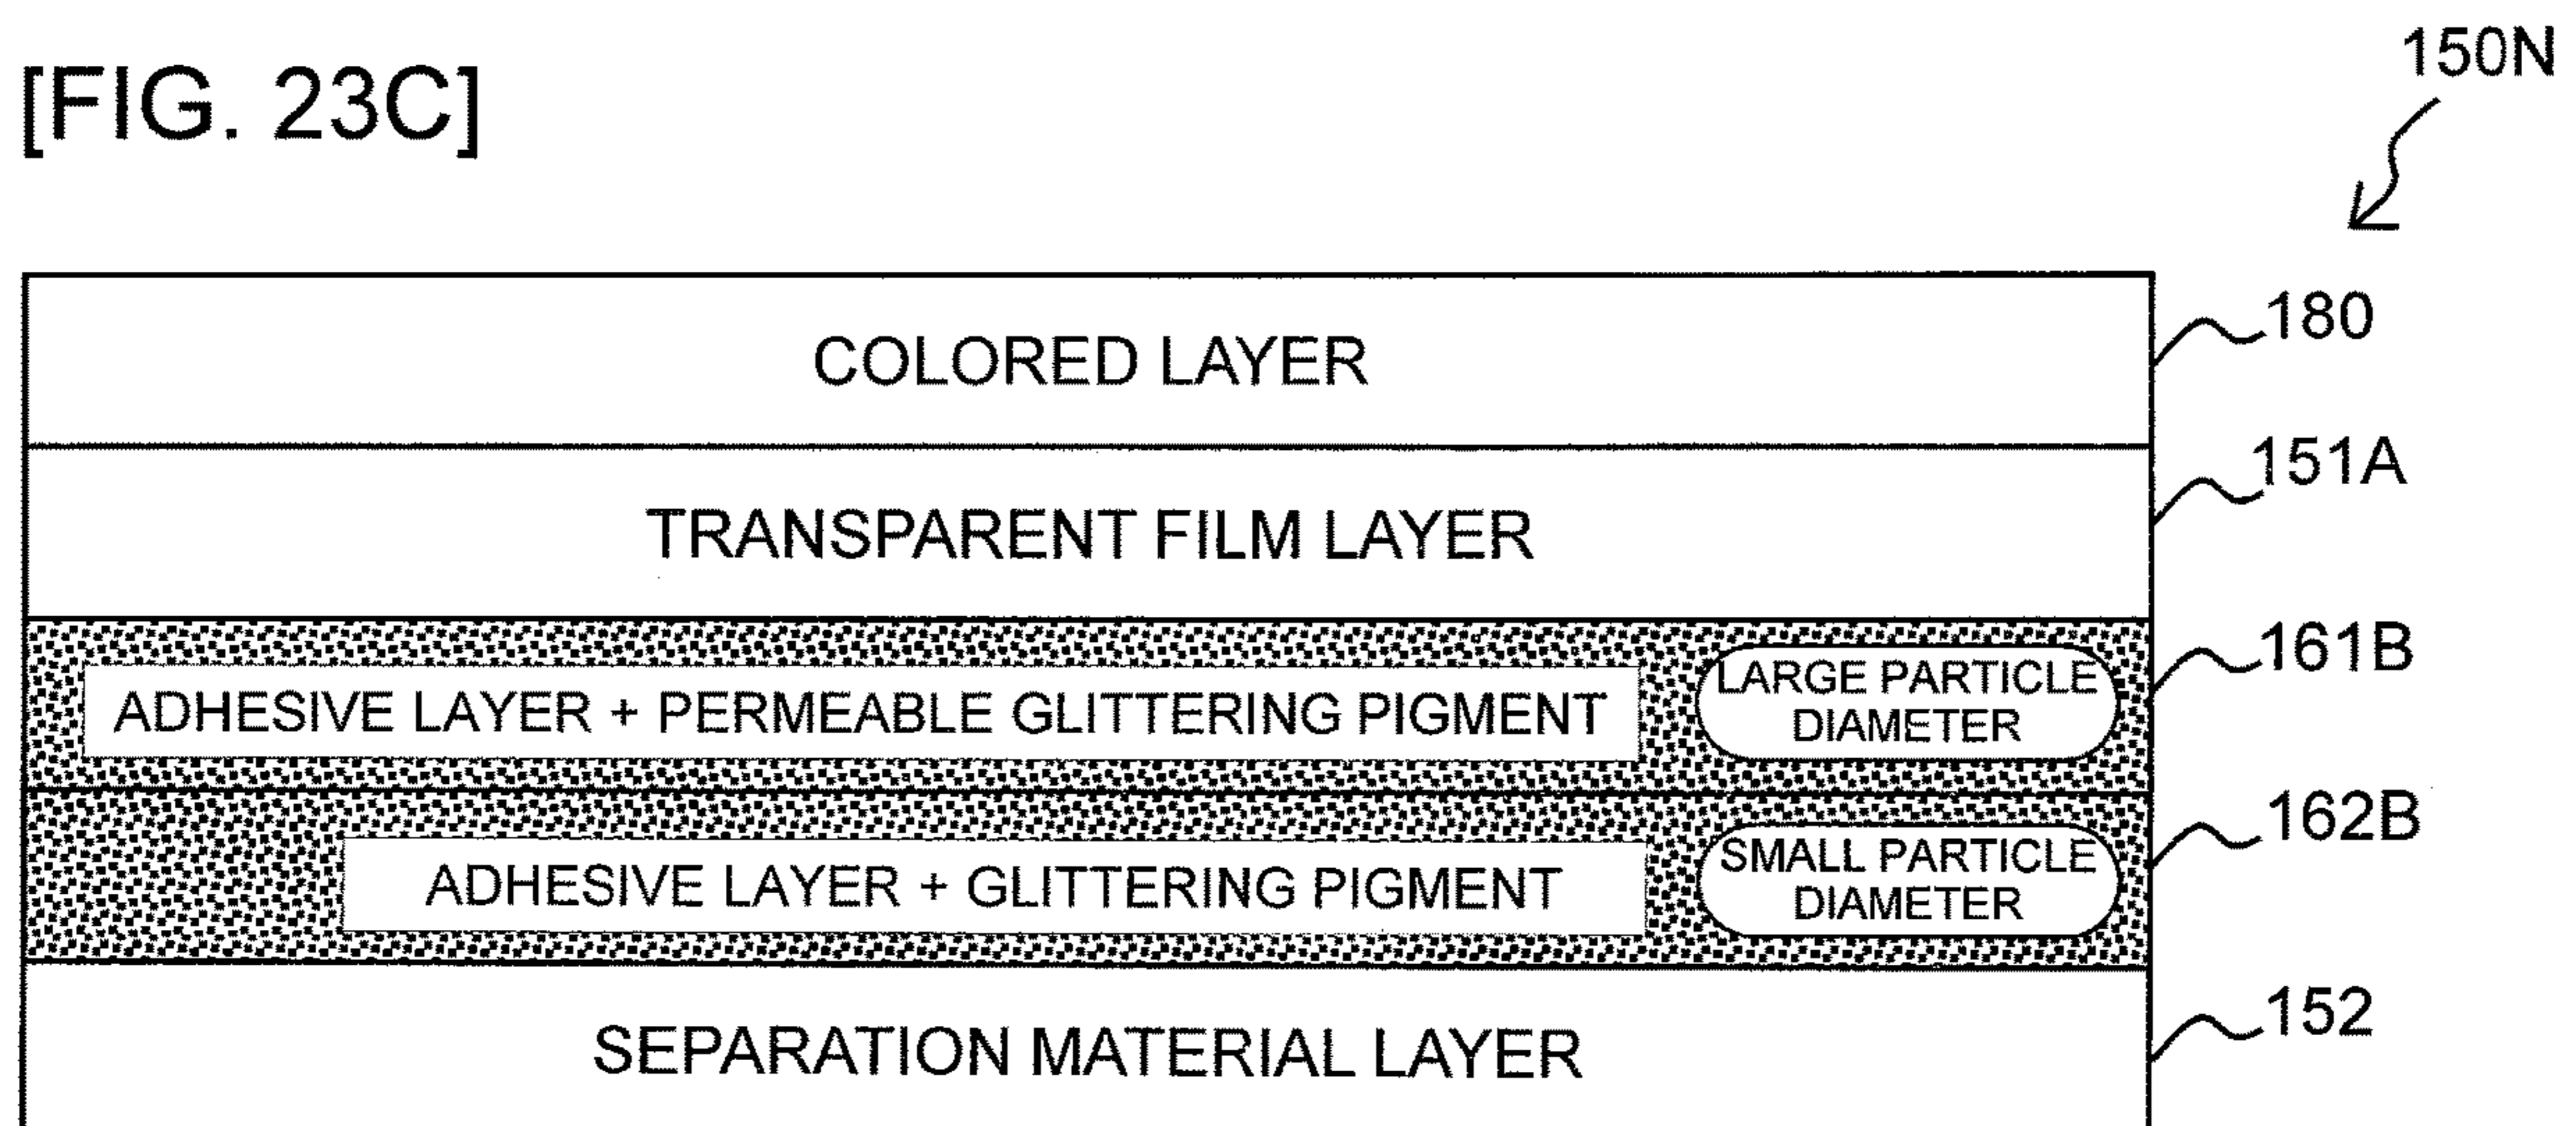 [FIG. 23C]
150N
COLORED LAYER
180
TRANSPARENT FILM LAYER
151A
ADHESIVE LAYER + PERMEABLE GLITTERING PIGMENT
LARGE PARTICLE
DIAMETER
161B
ADHESIVE LAYER + GLITTERING PIGMENT
SMALL PARTICLE
DIAMETER
162B
SEPARATION MATERIAL LAYER
152